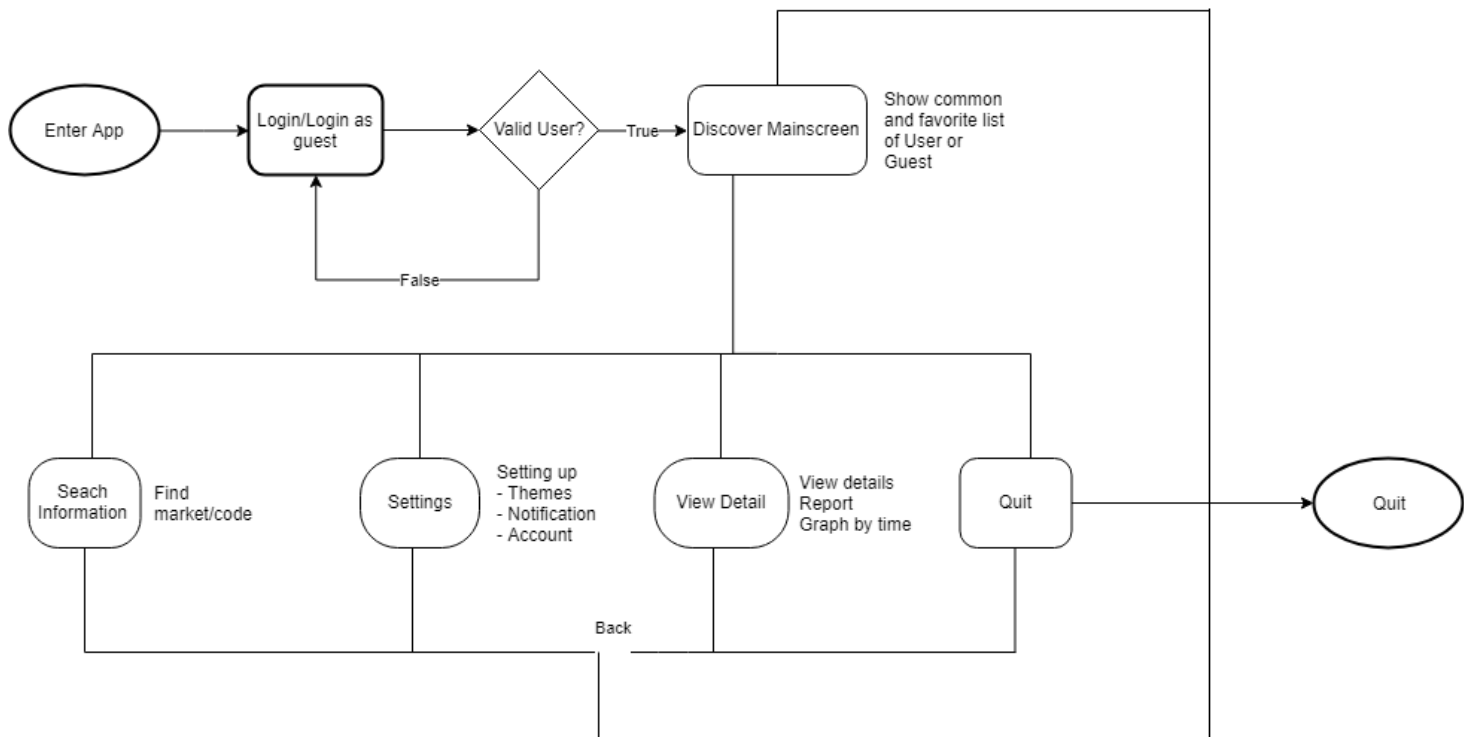 Enter App
Login/Login as
guest
Valid User?
True
Discover Mainscreen
Show common
and favorite list
of User or
Guest
False
Seach
Information
Find
market/code
Settings
Setting up
- Themes
- Notification
- Account
View Detail
View details
Report
Graph by time
Quit
Quit
Back